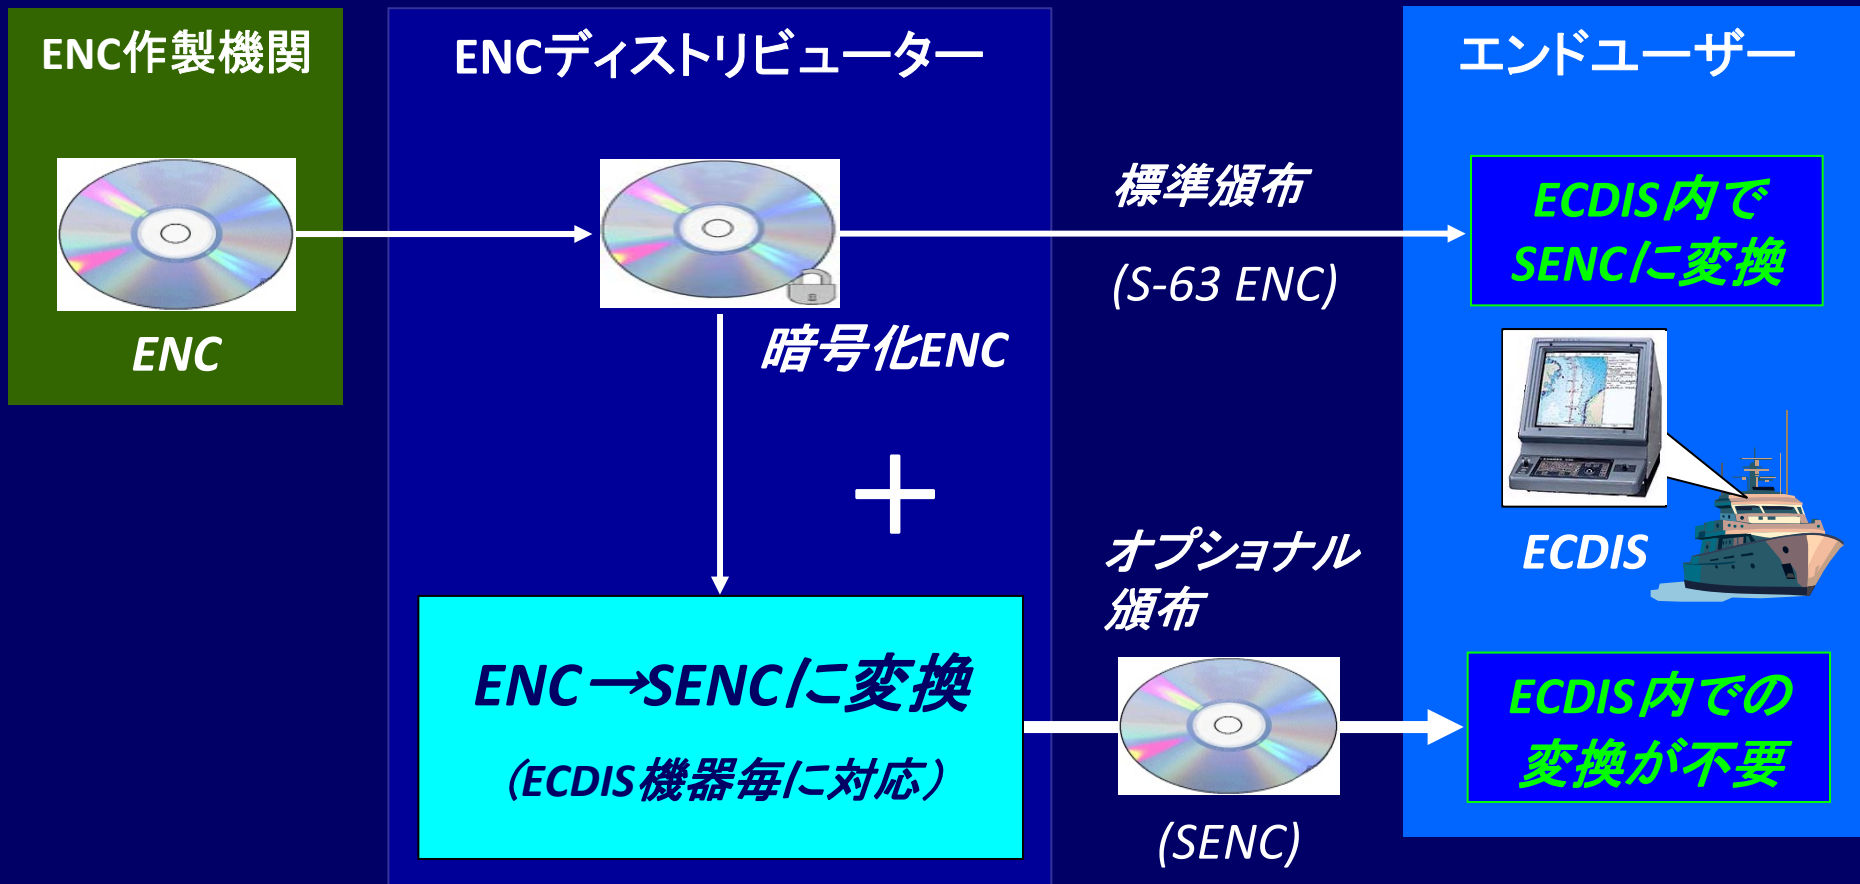 ENC作製機関
ENC
ENCディストリビューター
暗号化ENC
ENC→SENCに変換
（ECDIS機器毎に対応）
標準頒布
(S-63 ENC)
オプショナル
頒布
(SENC)
エンドユーザー
ECDIS内で
SENCに変換
ECDIS
ECDIS内での
変換が不要